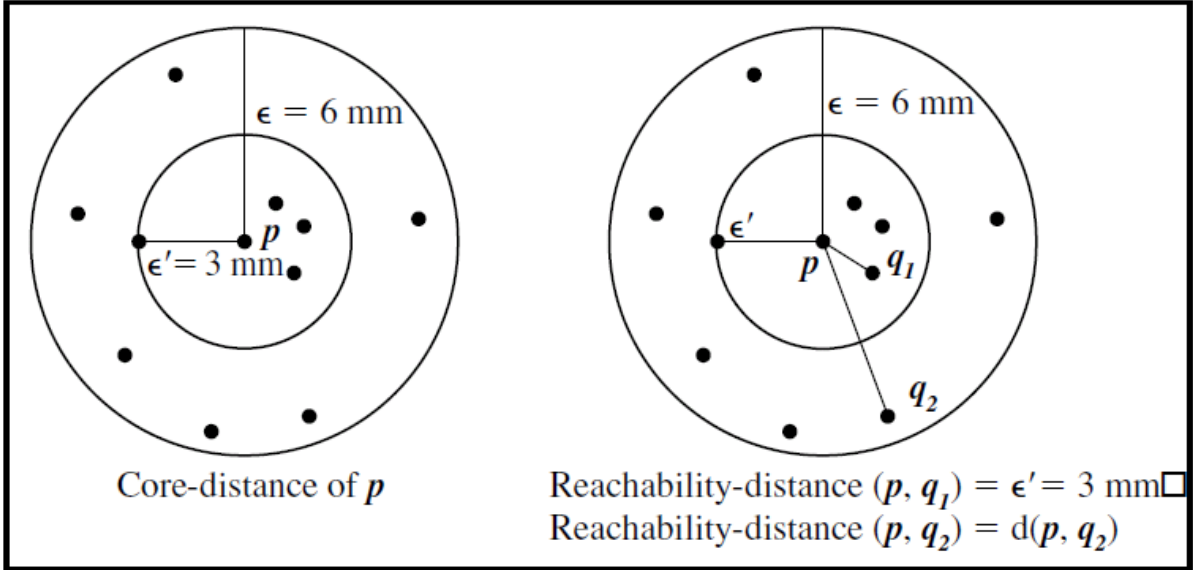 ϵ = 6 mm
p
ϵ′= 3 mm
Core-distance of p
ϵ = 6 mm
ϵ′
p
q₁
q₂
Reachability-distance (p, q₁) = ϵ′= 3 mm□
Reachability-distance (p, q₂) = d(p, q₂)